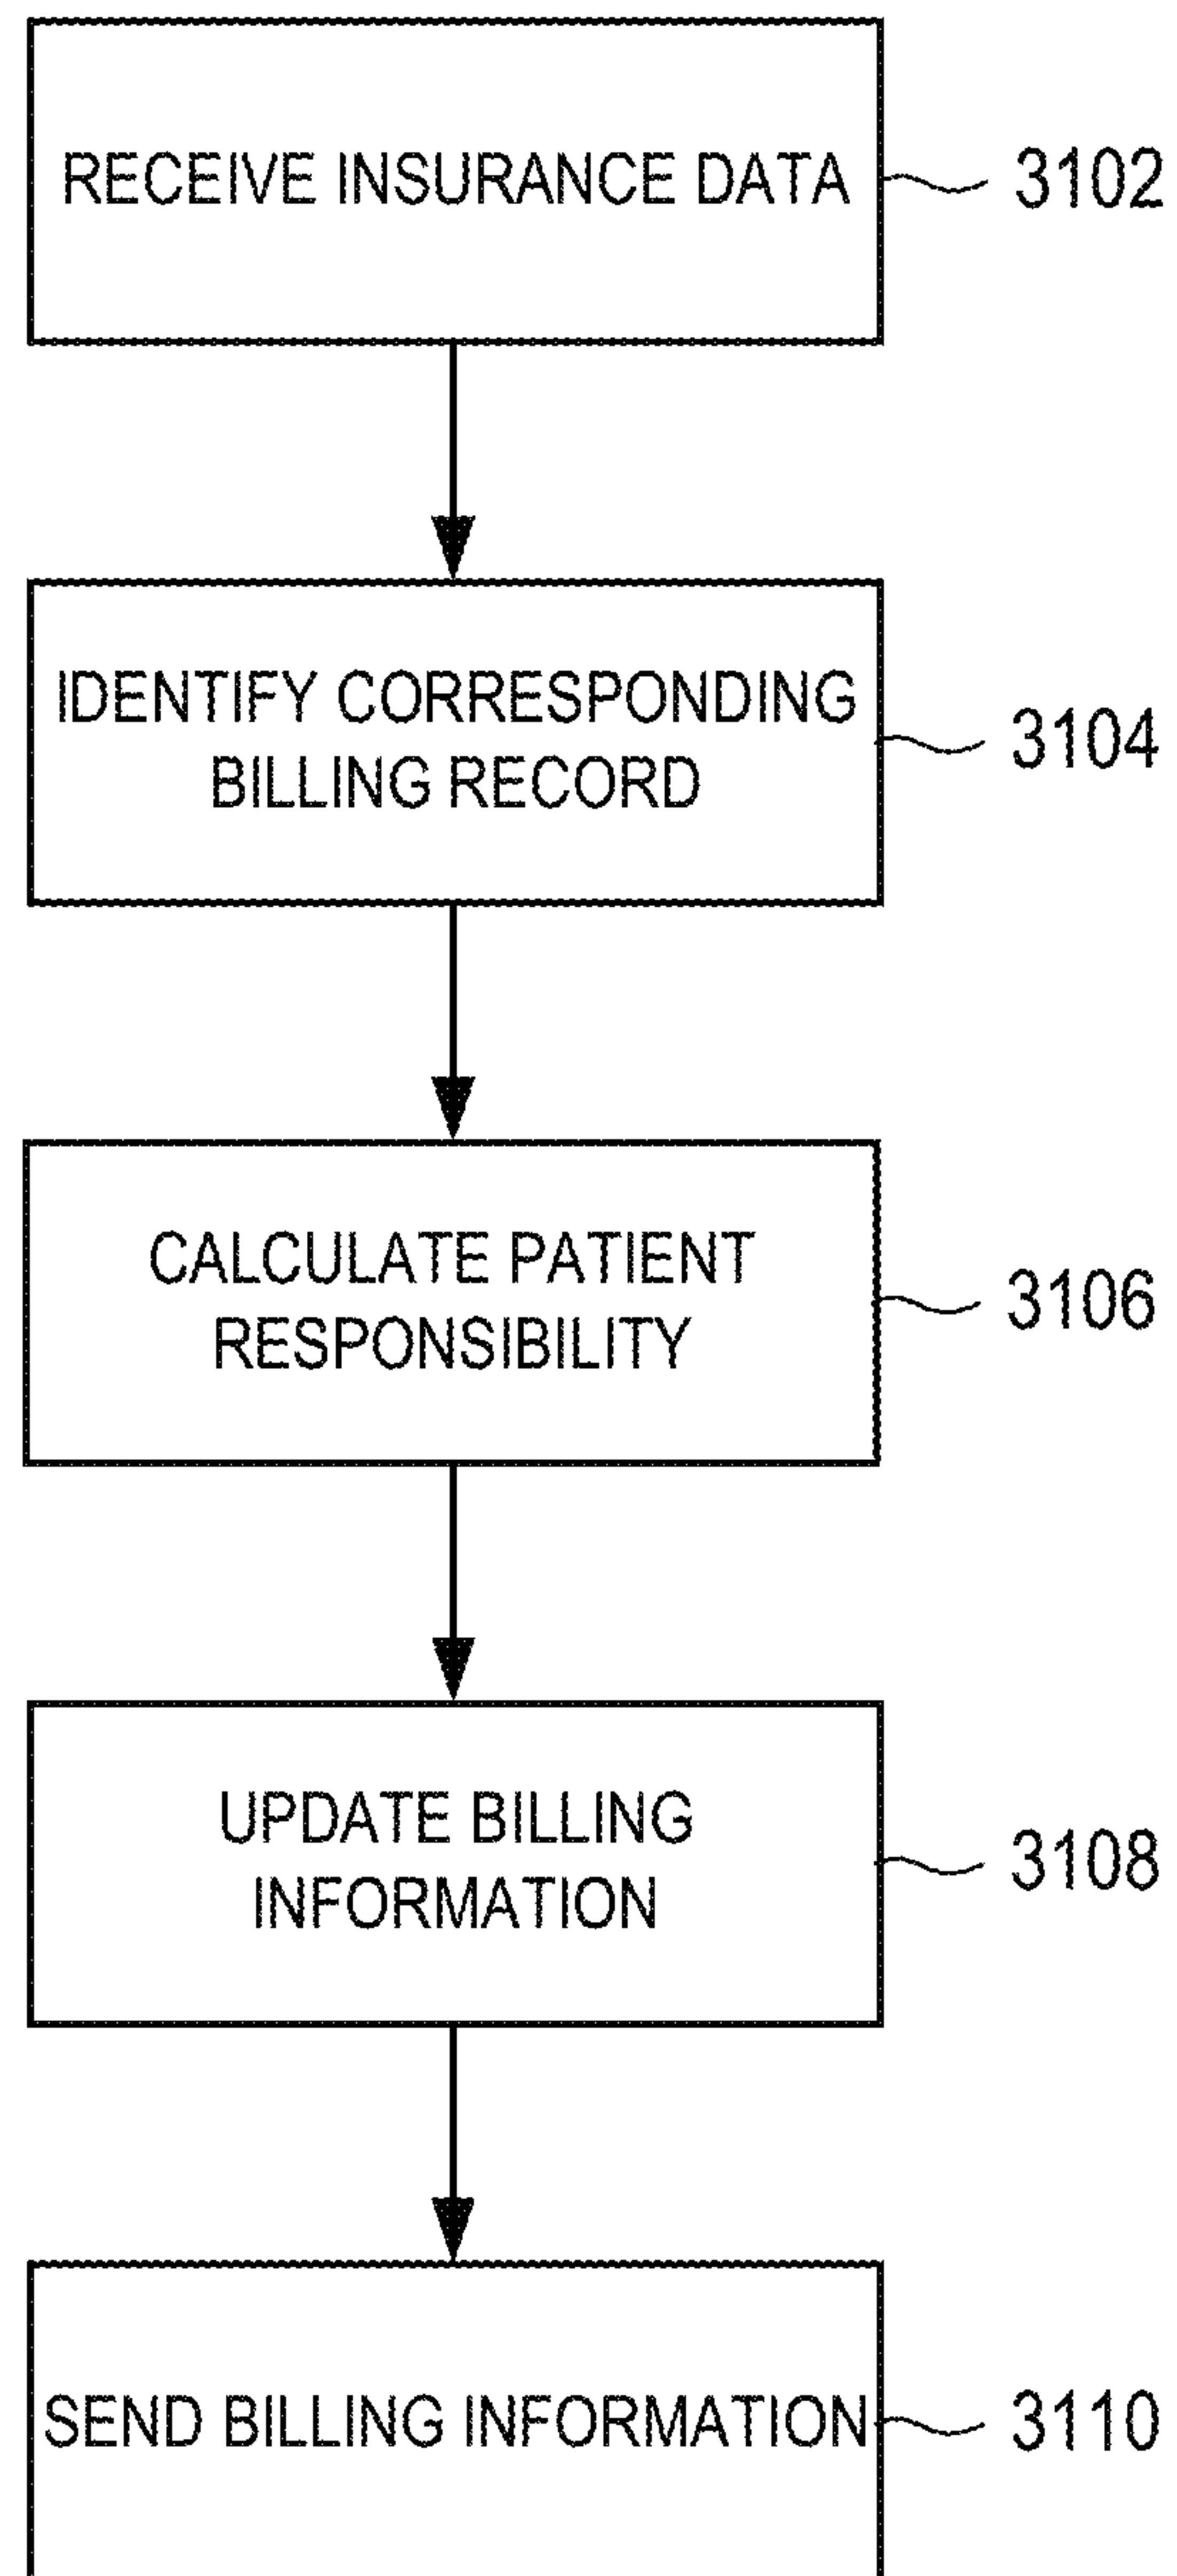 RECEIVE INSURANCE DATA
3102
IDENTIFY CORRESPONDING
BILLING RECORD
3104
CALCULATE PATIENT
RESPONSIBILITY
3106
UPDATE BILLING
INFORMATION
3108
SEND BILLING INFORMATION
3110